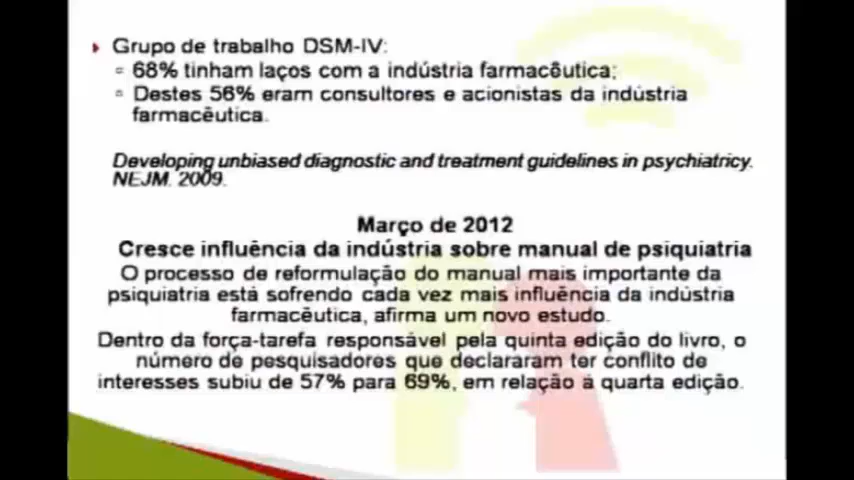 Grupo de trabalho DSM-IV:
68% tinham laços com a indústria farmacêutica;
Destes 56% eram consultores e acionistas da indústria
farmacêutica.
Developing unbiased diagnostic and treatment guidelines in psychiatricy.
NEJM. 2009.
Março de 2012
Cresce influência da indústria sobre manual de psiquiatria
O processo de reformulação do manual mais importante da
psiquiatria está sofrendo cada vez mais influência da indústria
farmacêutica, afirma um novo estudo.
Dentro da força-tarefa responsável pela quinta edição do livro, o
número de pesquisadores que declararam ter conflito de
interesses subiu de 57% para 69%, em relação à quarta edição.